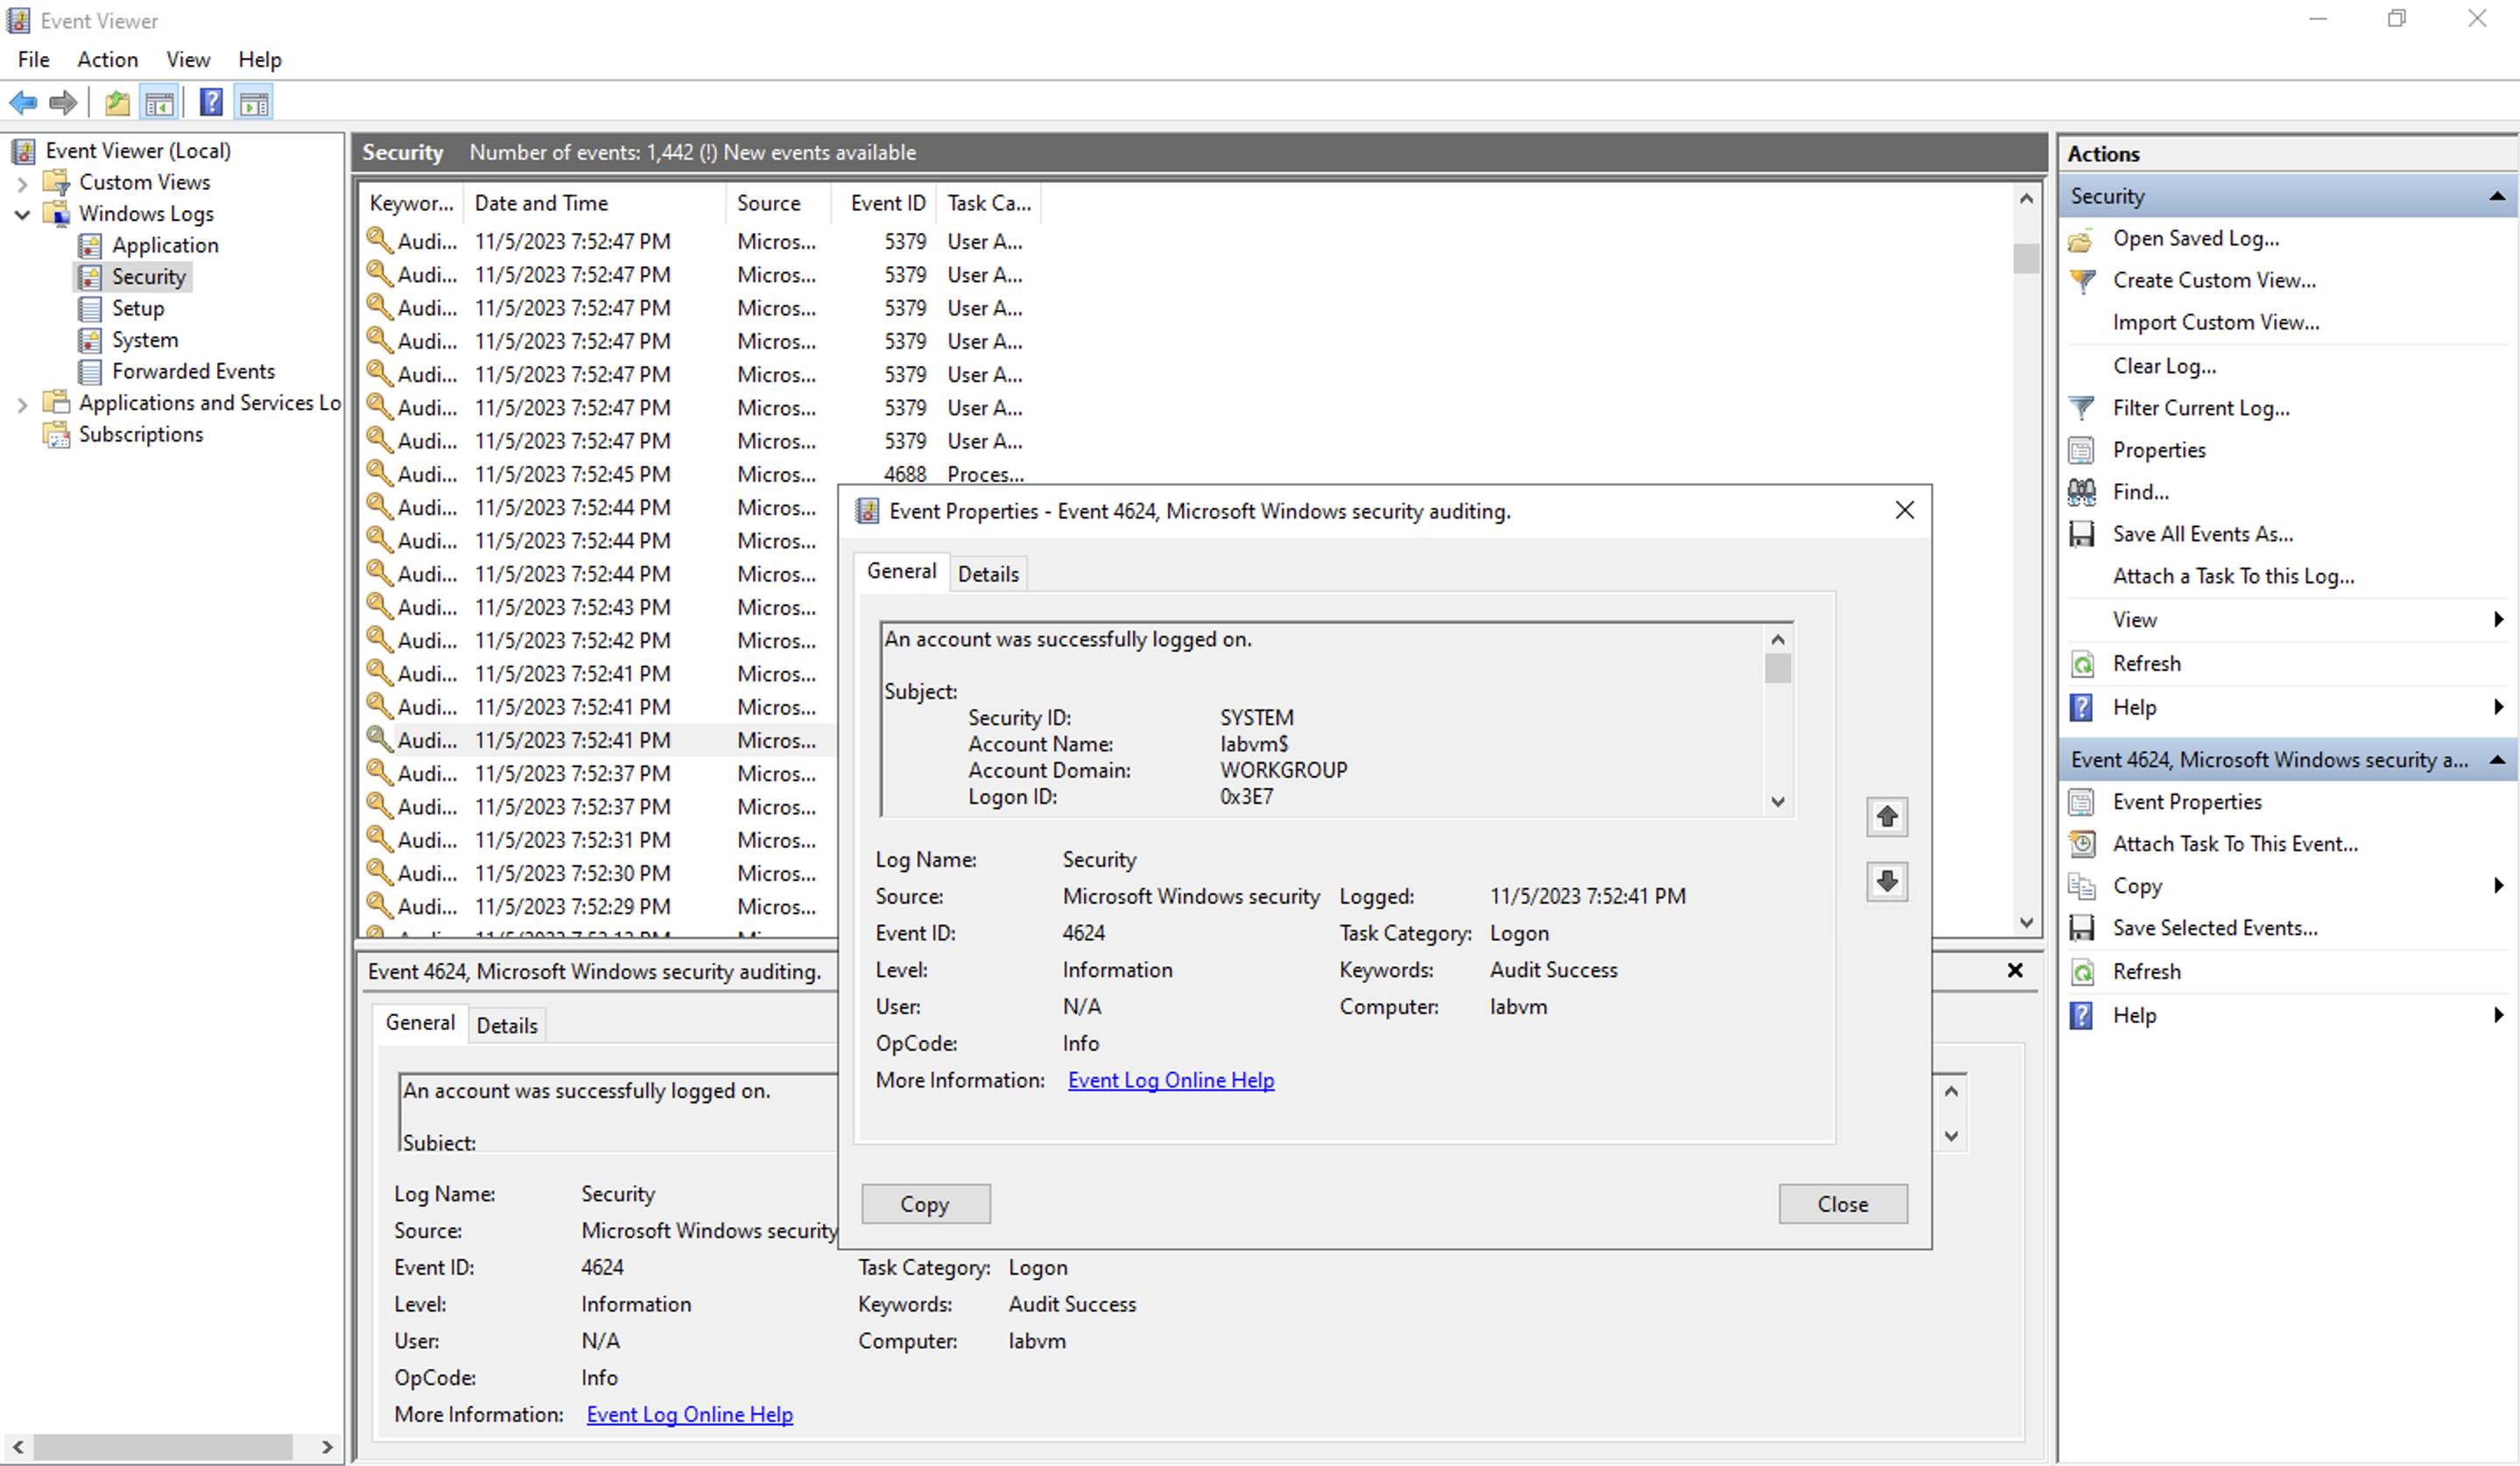 Event Viewer
File Action View Help
Event Viewer (Local)
Custom Views
Windows Logs
Application
Security
Setup
System
Forwarded Events
Applications and Services Lo
Subscriptions
Security Number of events: 1,442 (!) New events available
Keywor... Date and Time Source Event ID Task Ca...
Audi... 11/5/2023 7:52:47 PM Micros... 5379 User A...
Audi... 11/5/2023 7:52:47 PM Micros... 5379 User A...
Audi... 11/5/2023 7:52:47 PM Micros... 5379 User A...
Audi... 11/5/2023 7:52:47 PM Micros... 5379 User A...
Audi... 11/5/2023 7:52:47 PM Micros... 5379 User A...
Audi... 11/5/2023 7:52:47 PM Micros... 5379 User A...
Audi... 11/5/2023 7:52:47 PM Micros... 5379 User A...
Audi... 11/5/2023 7:52:45 PM Micros... 4688 Proces...
Audi... 11/5/2023 7:52:44 PM Micros...
Audi... 11/5/2023 7:52:44 PM Micros...
Audi... 11/5/2023 7:52:44 PM Micros...
Audi... 11/5/2023 7:52:43 PM Micros...
Audi... 11/5/2023 7:52:42 PM Micros...
Audi... 11/5/2023 7:52:41 PM Micros...
Audi... 11/5/2023 7:52:41 PM Micros...
Audi... 11/5/2023 7:52:41 PM Micros...
Audi... 11/5/2023 7:52:37 PM Micros...
Audi... 11/5/2023 7:52:37 PM Micros...
Audi... 11/5/2023 7:52:31 PM Micros...
Audi... 11/5/2023 7:52:30 PM Micros...
Audi... 11/5/2023 7:52:29 PM Micros...
Event Properties - Event 4624, Microsoft Windows security auditing.
General Details
An account was successfully logged on.
Subject:
Security ID: SYSTEM
Account Name: labvm$
Account Domain: WORKGROUP
Logon ID: 0x3E7
Log Name: Security
Source: Microsoft Windows security Logged: 11/5/2023 7:52:41 PM
Event ID: 4624 Task Category: Logon
Level: Information Keywords: Audit Success
User: N/A Computer: labvm
OpCode: Info
More Information: Event Log Online Help
Copy Close
Event 4624, Microsoft Windows security auditing.
General Details
An account was successfully logged on.
Subject:
Log Name: Security
Source: Microsoft Windows security
Event ID: 4624 Task Category: Logon
Level: Information Keywords: Audit Success
User: N/A Computer: labvm
OpCode: Info
More Information: Event Log Online Help
Actions
Security
Open Saved Log...
Create Custom View...
Import Custom View...
Clear Log...
Filter Current Log...
Properties
Find...
Save All Events As...
Attach a Task To this Log...
View
Refresh
Help
Event 4624, Microsoft Windows security a...
Event Properties
Attach Task To This Event...
Copy
Save Selected Events...
Refresh
Help